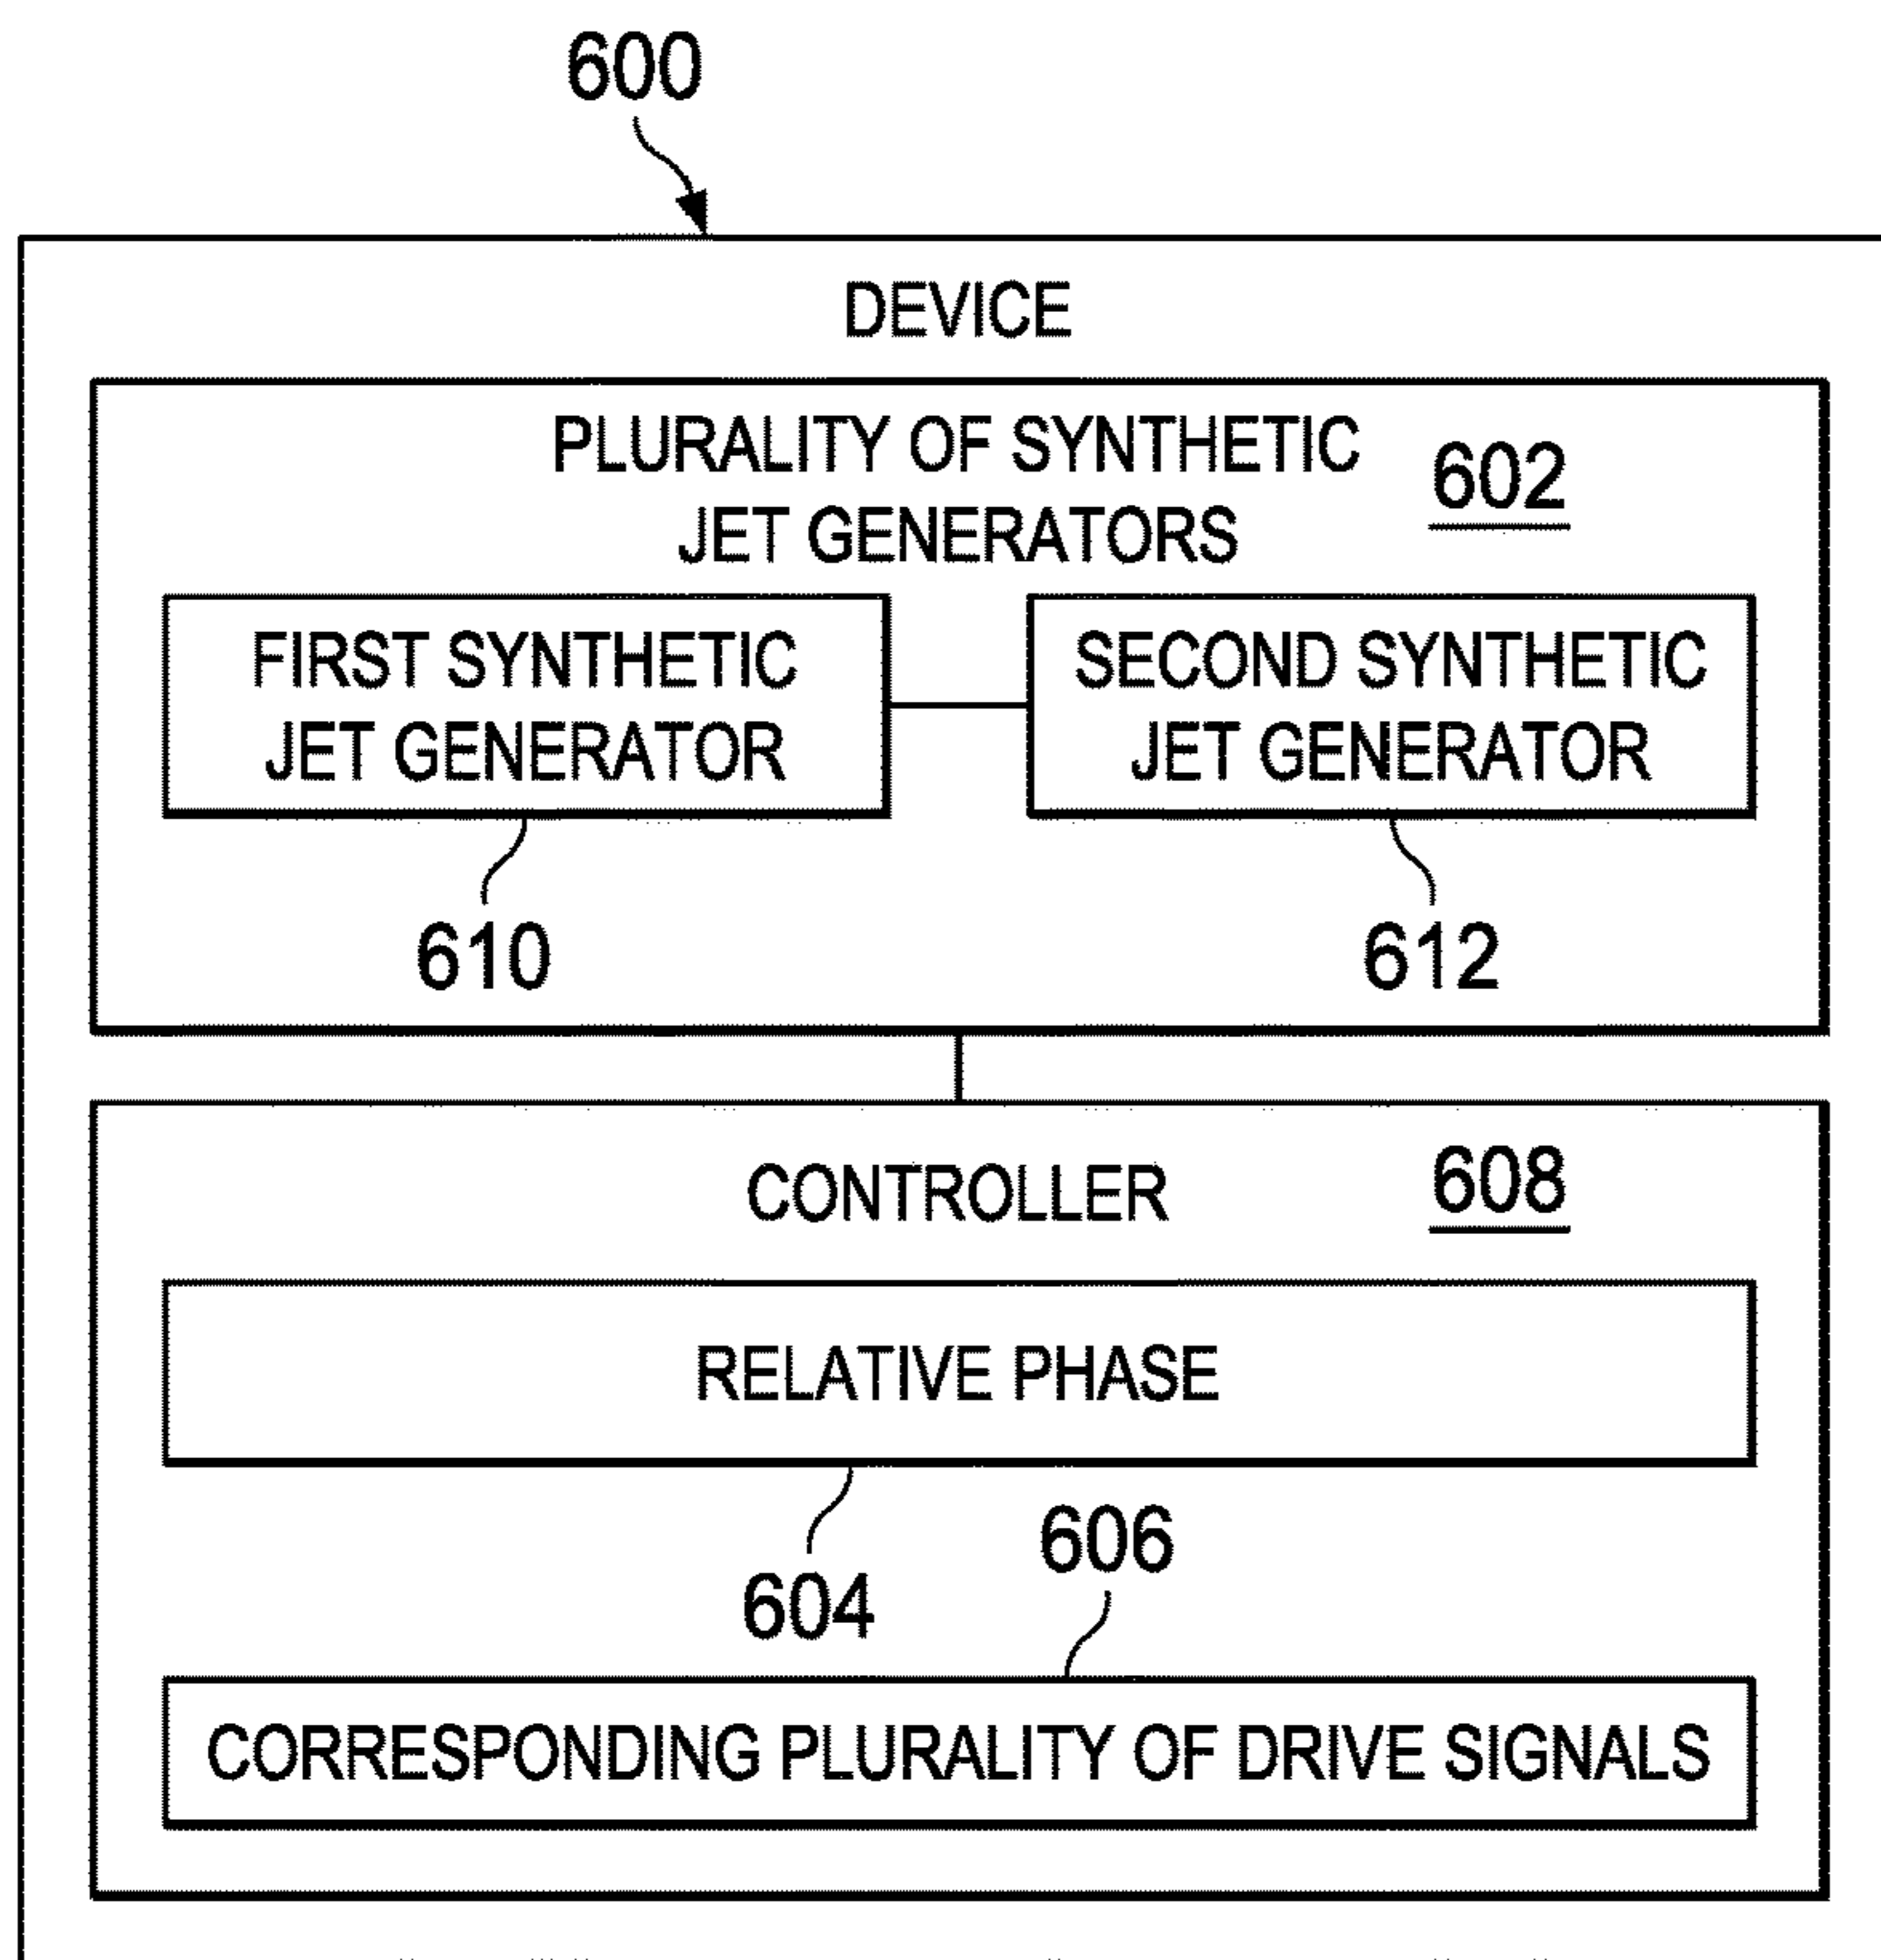 600
DEVICE
PLURALITY OF SYNTHETIC
JET GENERATORS
602
FIRST SYNTHETIC
JET GENERATOR
SECOND SYNTHETIC
JET GENERATOR
610
612
CONTROLLER
608
RELATIVE PHASE
604
606
CORRESPONDING PLURALITY OF DRIVE SIGNALS